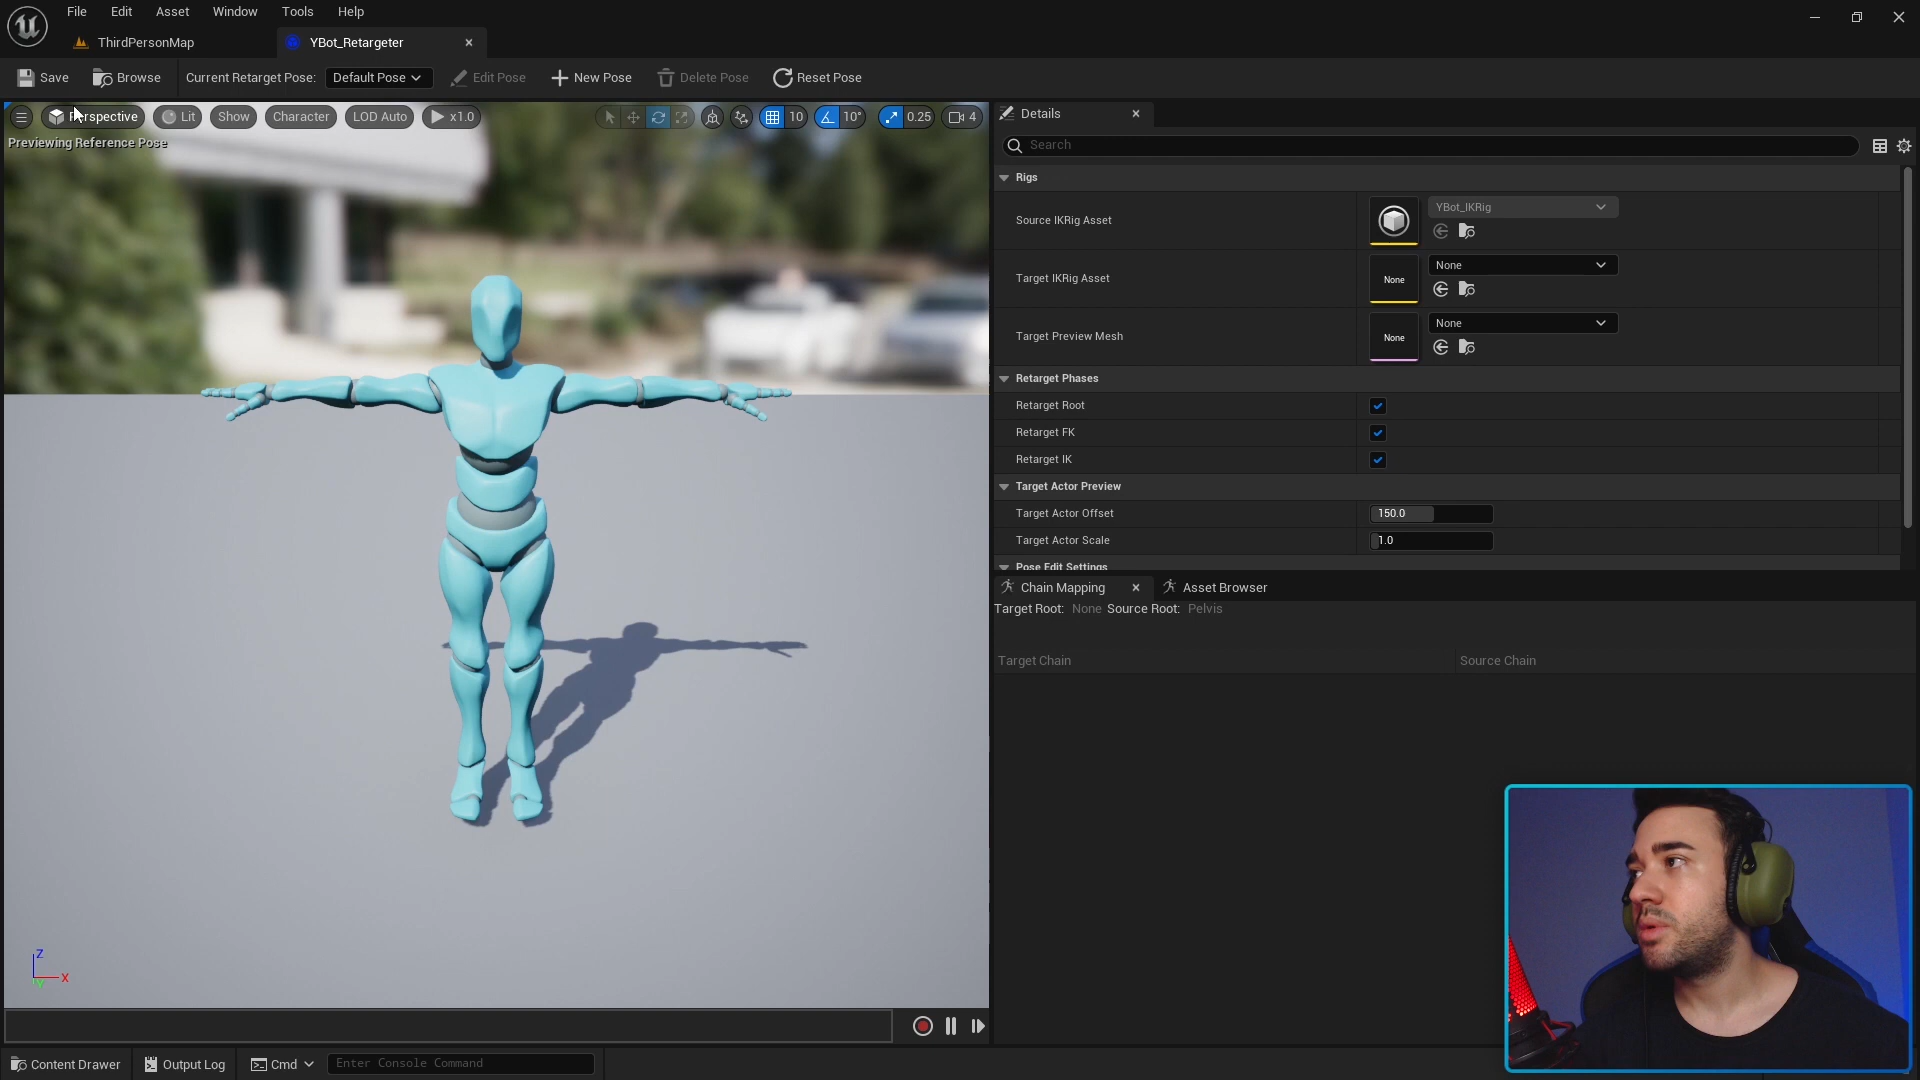 File Edit Asset Window Tools Help
ThirdPersonMap YBot_Retargeter
Save Browse Current Retarget Pose: Default Pose Edit Pose New Pose Delete Pose Reset Pose
Perspective Lit Show Character LOD Auto x1.0 10 10° 0.25 4
Previewing Reference Pose
Details
Search
Rigs
Source IKRig Asset YBot_IKRig
Target IKRig Asset None None
Target Preview Mesh None None
Retarget Phases
Retarget Root
Retarget FK
Retarget IK
Target Actor Preview
Target Actor Offset 150.0
Target Actor Scale 1.0
Pose Edit Settings
Chain Mapping Asset Browser
Target Root: None Source Root: Pelvis
Target Chain Source Chain
Z
X
Y
Content Drawer Output Log Cmd Enter Console Command